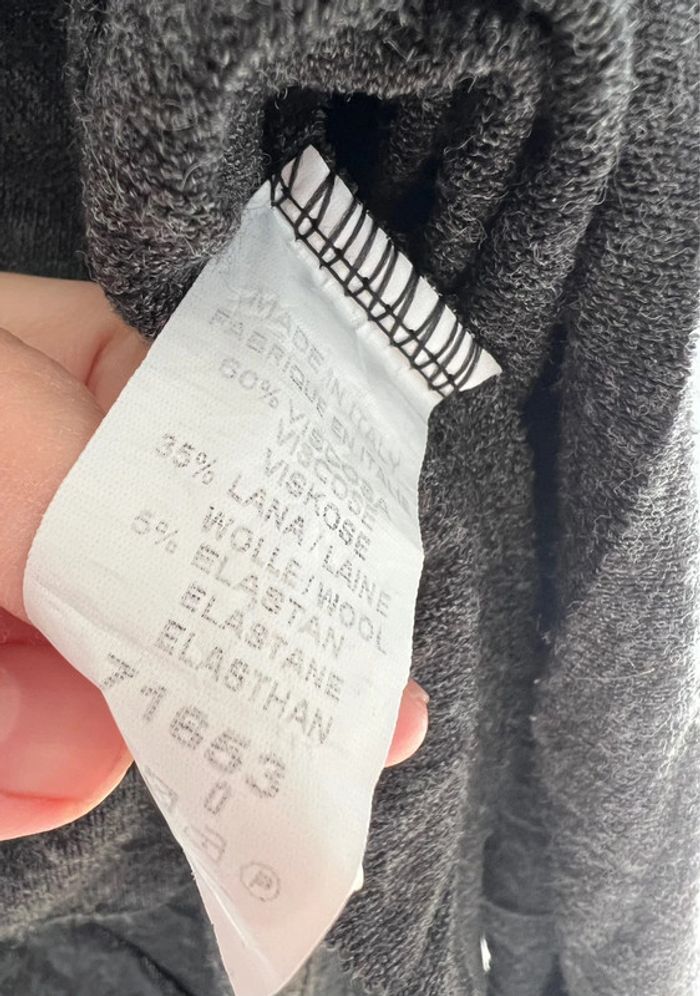 MADE IN ITALY
FABRIQUE EN ITALIE
60% VISCOSA
VISCOSE
VISKOSE
35% LANA/LAINE
WOLLE/WOOL
5% ELASTAN
ELASTANE
ELASTHAN
71653
0
P